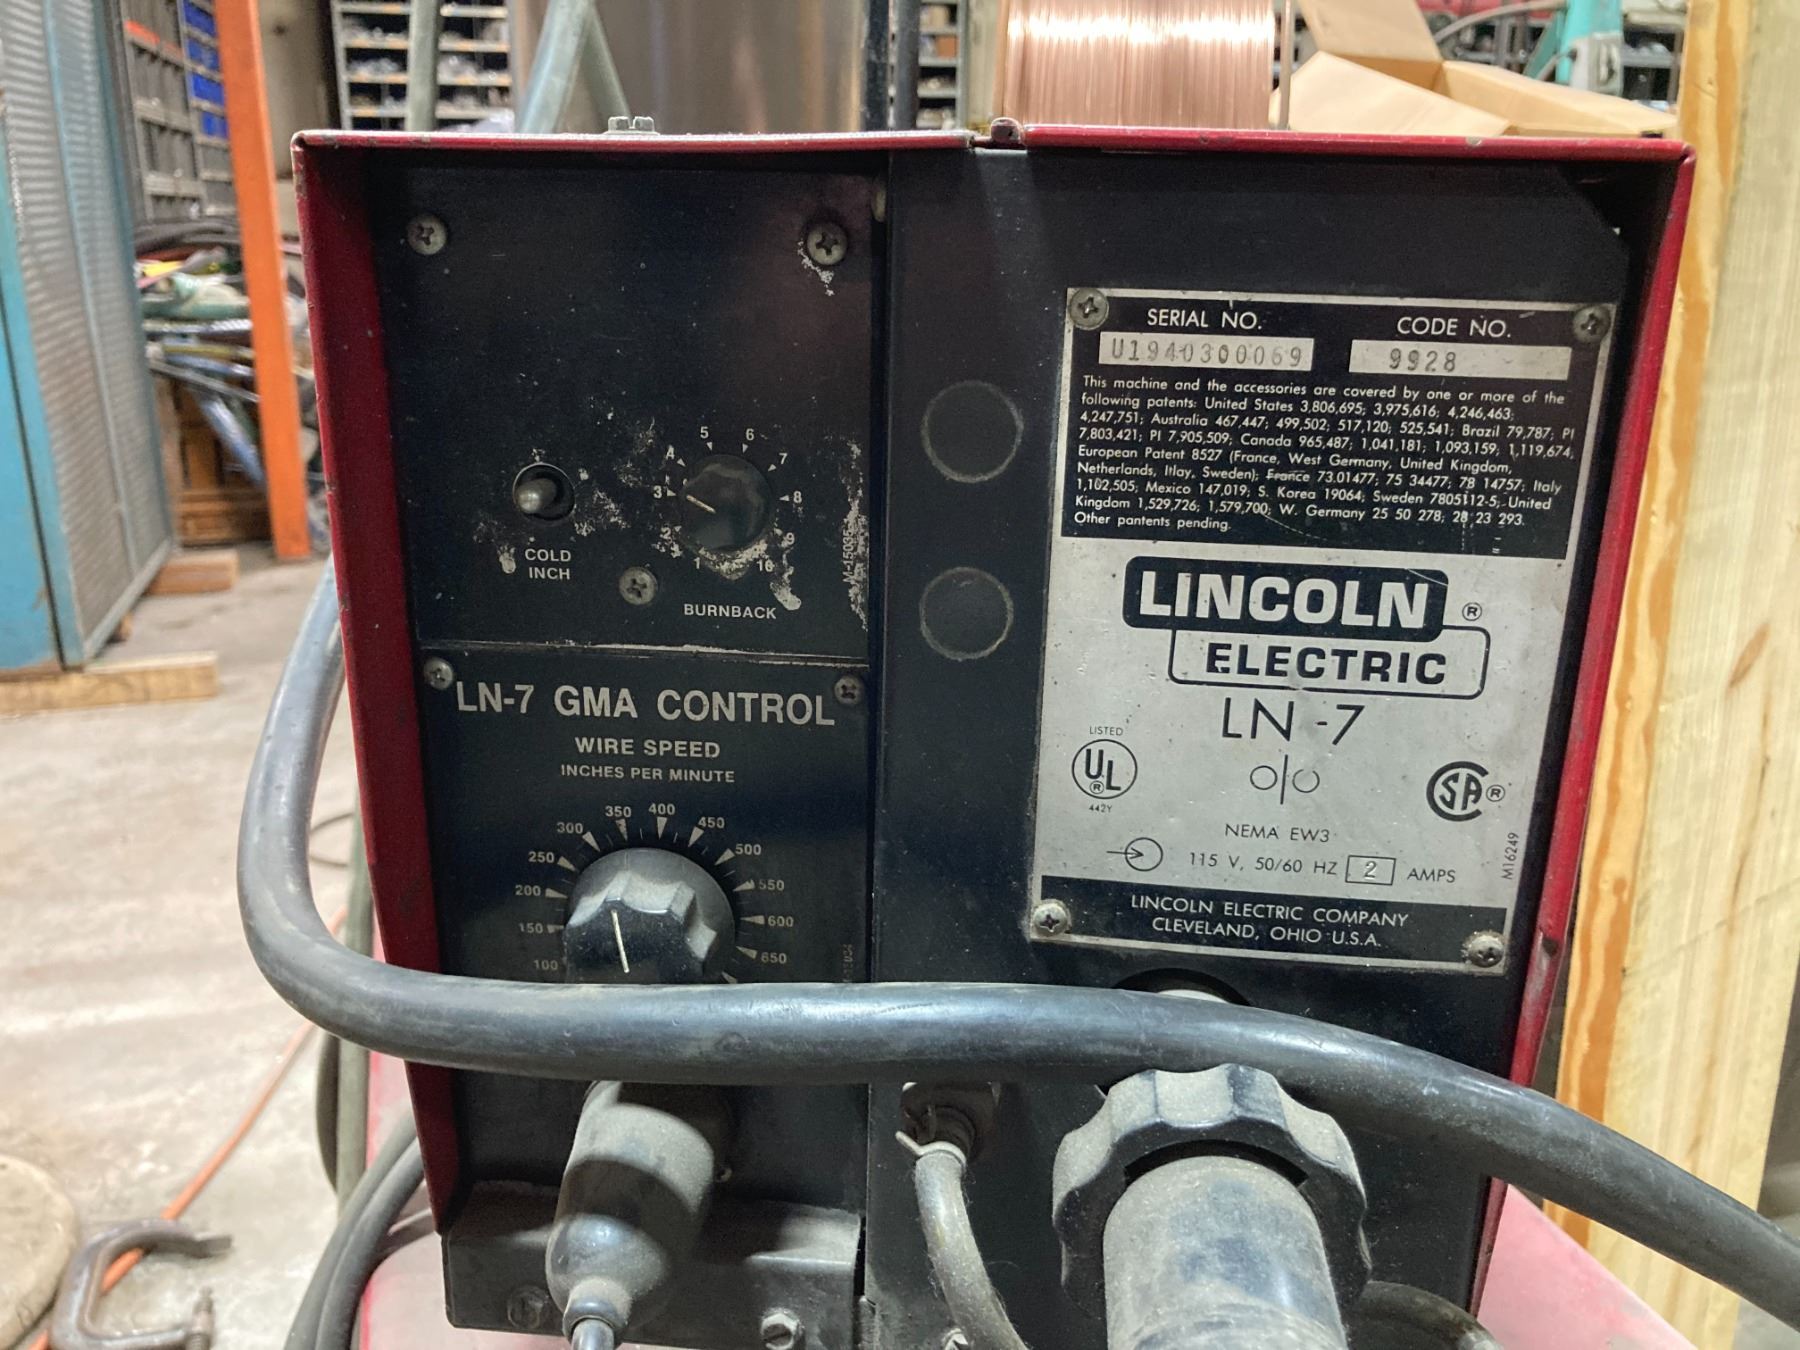 5 6
4 7
3 8
2 9
1 10
COLD
INCH
BURNBACK
LN-7 GMA CONTROL
WIRE SPEED
INCHES PER MINUTE
350 400 450
300 500
250 550
200 600
150 650
100
SERIAL NO. CODE NO.
U1940300069 9928
This machine and the accessories are covered by one or more of the
following patents: United States 3,806,695; 3,975,616; 4,246,463;
4,247,751; Australia 467,447; 499,502; 517,120; 525,541; Brazil 79,787; PI
7,803,421; PI 7,905,509; Canada 965,487; 1,041,181; 1,093,159; 1,119,674,
European Patent 8527 (France, West Germany, United Kingdom,
Netherlands, Itlay, Sweden); France 73.01477; 75 34477; 78 14757; Italy
1,102,505; Mexico 147,019; S. Korea 19064; Sweden 7805112-5; United
Kingdom 1,529,726; 1,579,700; W. Germany 25 50 278; 28 23 293.
Other pantents pending.
LINCOLN ®
ELECTRIC
LN -7
LISTED
UL ®
442Y
SA ®
NEMA EW3
115 V, 50/60 HZ 2 AMPS
M16249
LINCOLN ELECTRIC COMPANY
CLEVELAND, OHIO U.S.A.